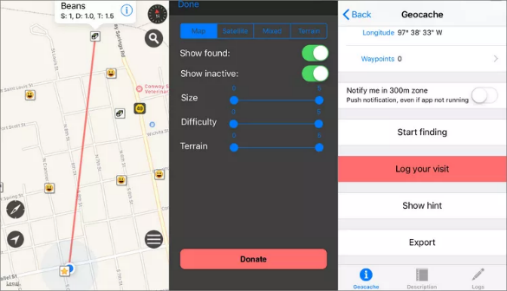 Beans
S: 1, D: 1.0, T: 1.5
Done
Map
Satellite
Mixed
Terrain
Show found:
Show inactive:
Size
Difficulty
Terrain
Donate
Back
Geocache
Longitude 97° 38' 33" W
Waypoints 0
Notify me in 300m zone
Push notification, even if app not running
Start finding
Log your visit
Show hint
Export
Geocache
Description
Logs